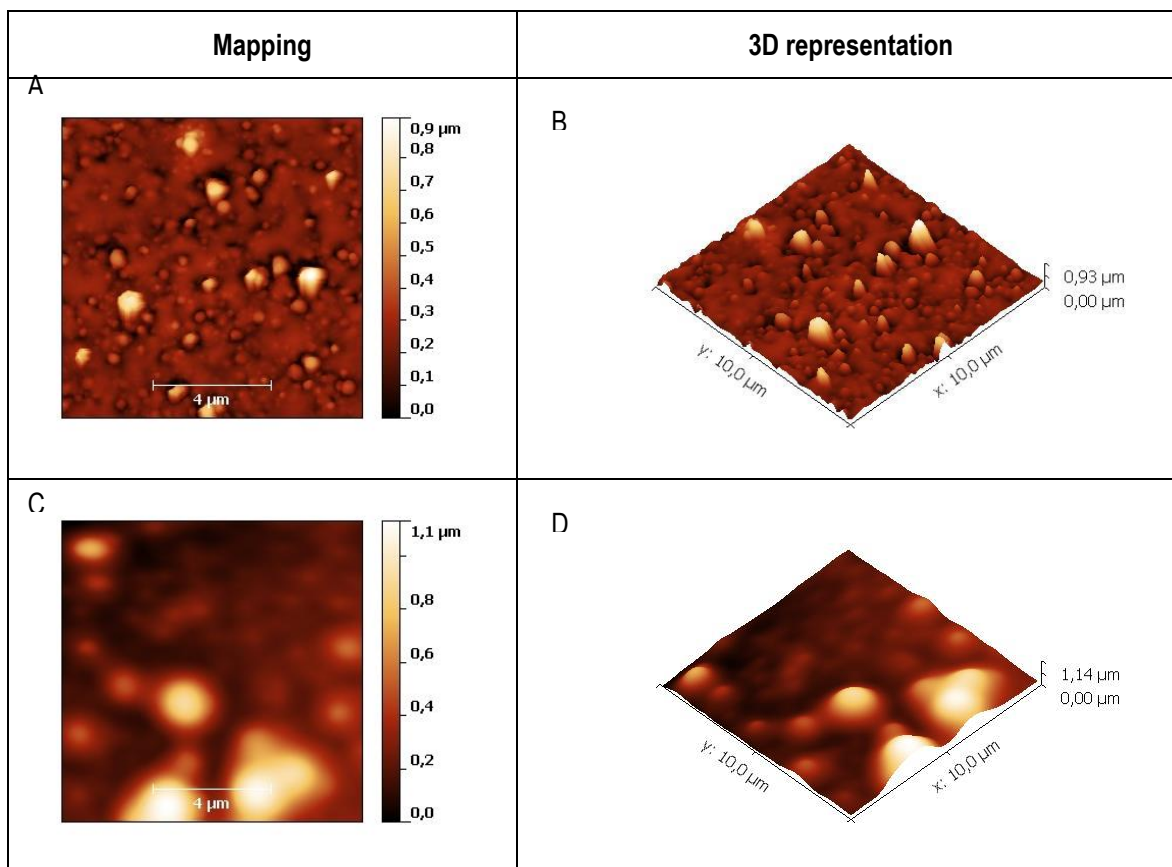 Mapping
3D representation
A
0,9 µm
0,8
0,7
0,6
0,5
0,4
0,3
0,2
0,1
0,0
4 µm
B
0,93 µm
0,00 µm
y: 10,0 µm
x: 10,0 µm
C
1,1 µm
0,8
0,6
0,4
0,2
0,0
4 µm
D
1,14 µm
0,00 µm
y: 10,0 µm
x: 10,0 µm